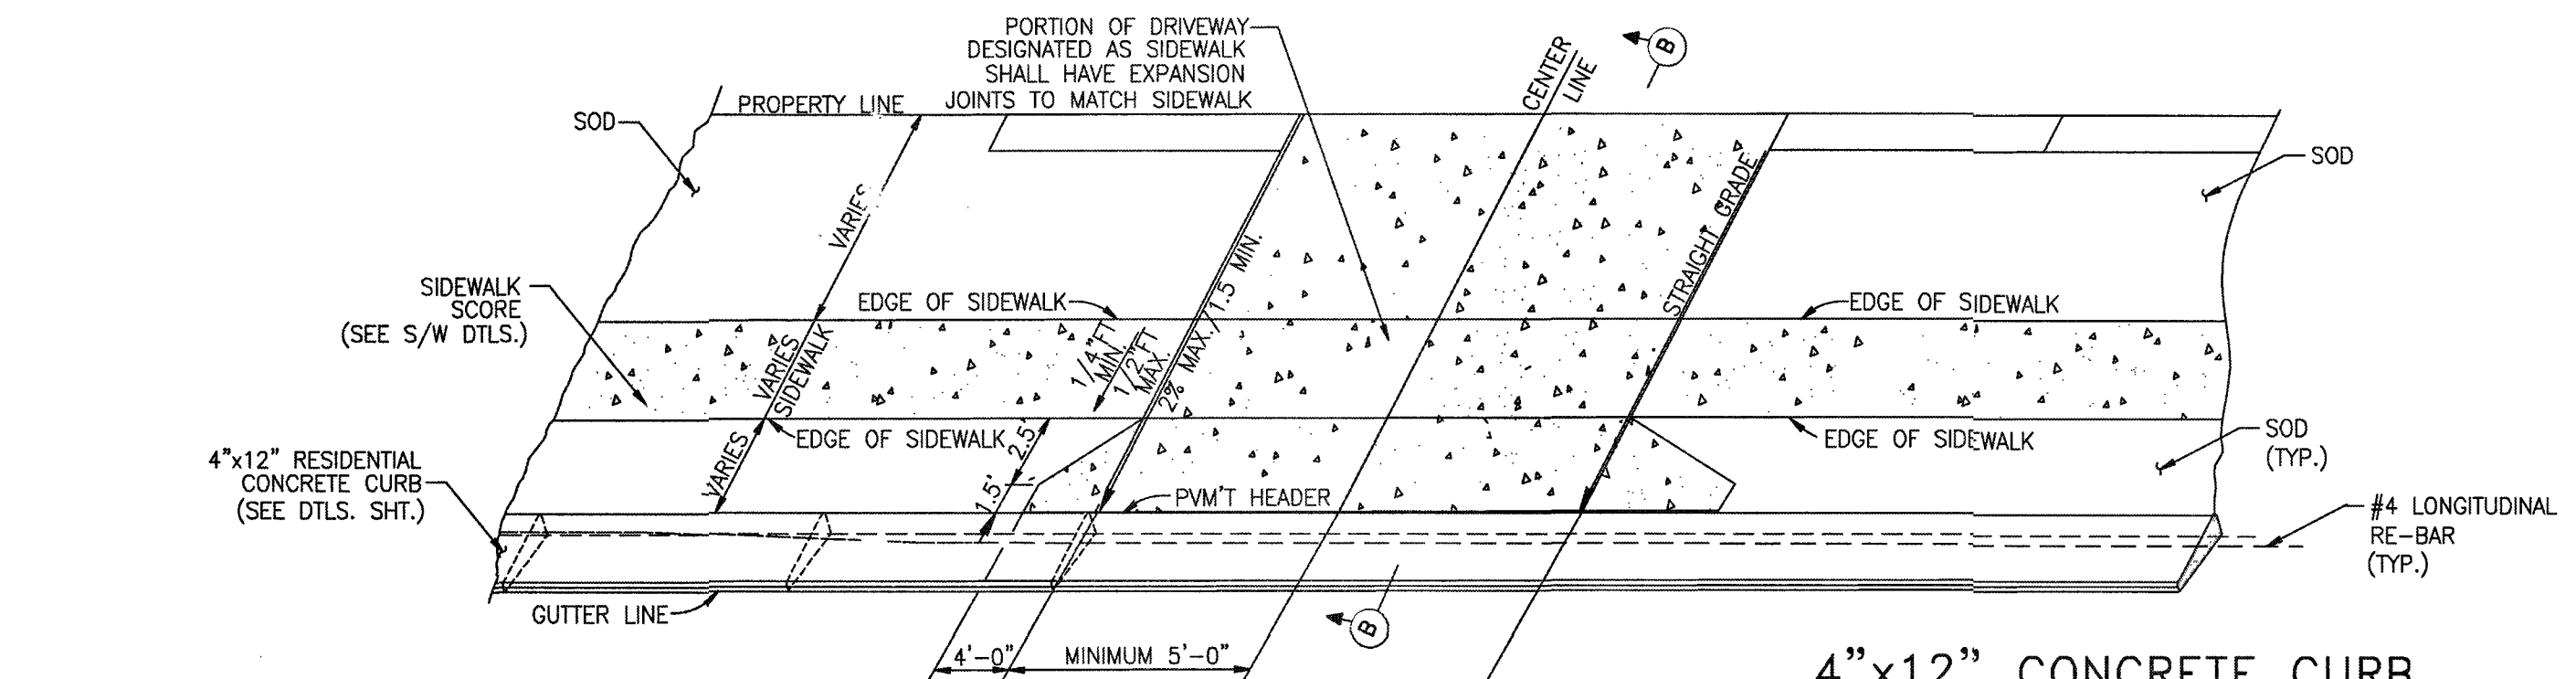 PORTION OF DRIVEWAY
DESIGNATED AS SIDEWALK
SHALL HAVE EXPANSION
JOINTS TO MATCH SIDEWALK
CENTER
LINE
B
PROPERTY LINE
SOD
SOD
VARIES
STRAIGHT GRADE
SIDEWALK
SCORE
(SEE S/W DTLS.)
EDGE OF SIDEWALK
EDGE OF SIDEWALK
VARIES
SIDEWALK
1/4"FT
MIN.
1/2"FT
MAX.
2% MAX./1.5 MIN.
EDGE OF SIDEWALK
EDGE OF SIDEWALK
SOD
(TYP.)
4"x12" RESIDENTIAL
CONCRETE CURB
(SEE DTLS. SHT.)
VARIES
2.5'
1.5'
PVM'T HEADER
#4 LONGITUDINAL
RE-BAR
(TYP.)
GUTTER LINE
B
4'-0"
MINIMUM 5'-0"
4"x12" CONCRETE CURB